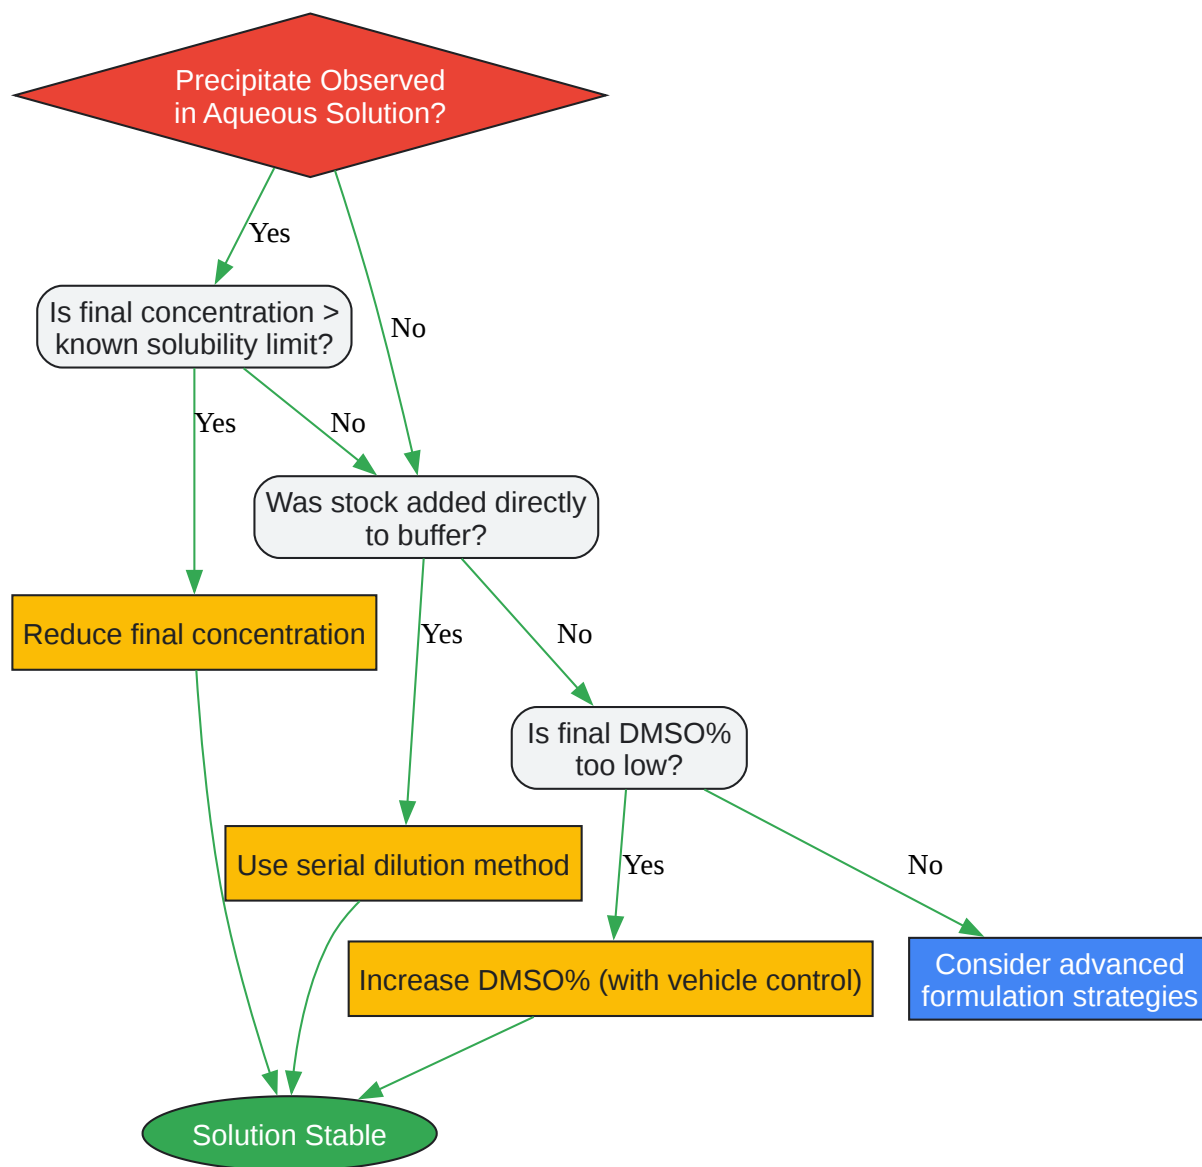 Precipitate Observed
in Aqueous Solution?
Yes
Is final concentration >
known solubility limit?
No
Yes
No
Was stock added directly
to buffer?
Reduce final concentration
Yes
No
Is final DMSO%
too low?
Use serial dilution method
Yes
No
Increase DMSO% (with vehicle control)
Consider advanced
formulation strategies
Solution Stable